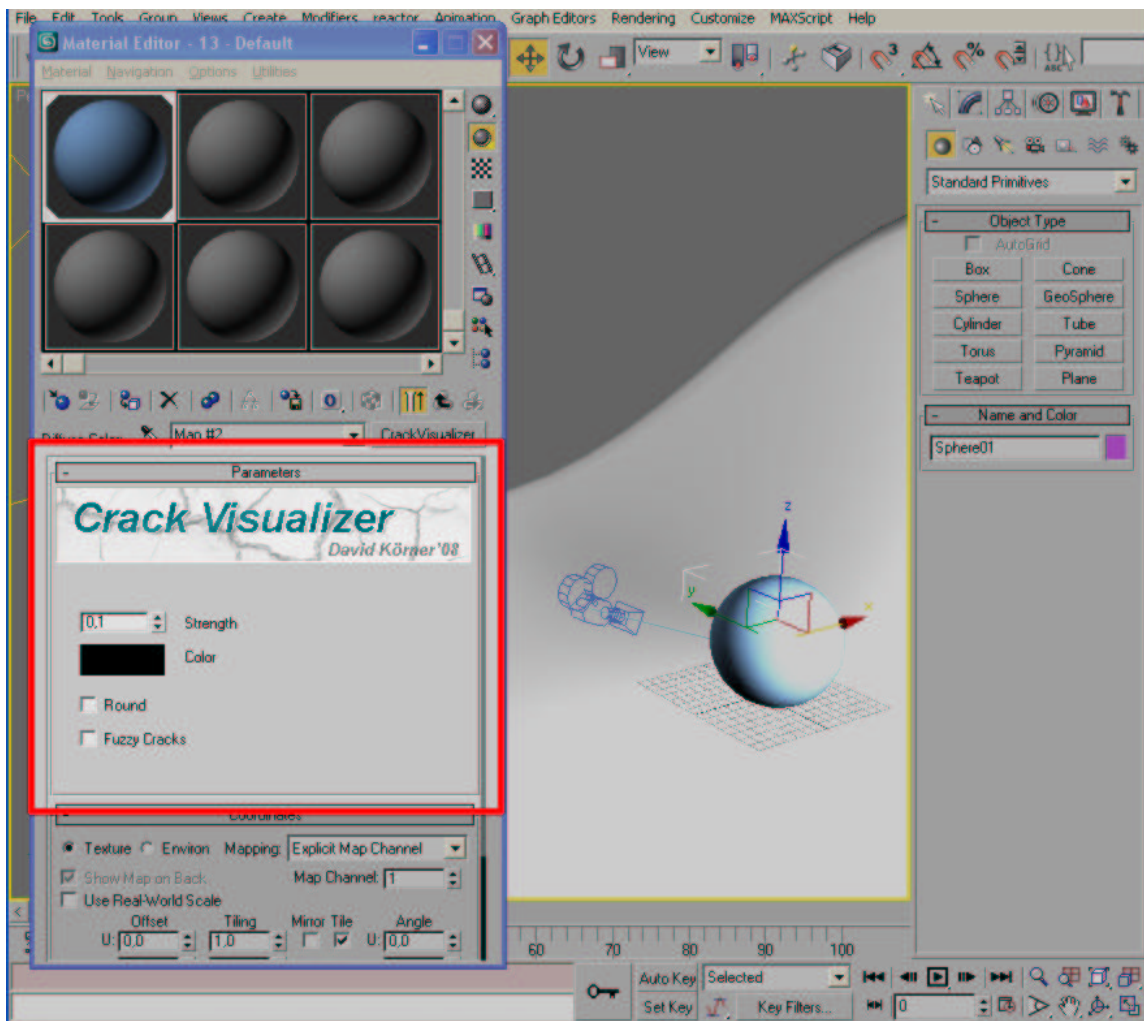 File Edit Tools Group Views Create Modifiers reactor Animation Graph Editors Rendering Customize MAXScript Help
Material Editor - 13 - Default
Material Navigation Options Utilities
View
Standard Primitives
- Object Type
AutoGrid
Box Cone
Sphere GeoSphere
Cylinder Tube
Torus Pyramid
Teapot Plane
- Name and Color
Sphere01
Diffuse Color: Map #2 CrackVisualizer
- Parameters
Crack Visualizer
David Körner'08
0,1 Strength
Color
Round
Fuzzy Cracks
z
y
x
- Coordinates
Texture Environ Mapping: Explicit Map Channel
Show Map on Back Map Channel: 1
Use Real-World Scale
Offset Tiling Mirror Tile Angle
U: 0,0 1,0 U: 0,0
60 70 80 90 100
Auto Key Selected
Set Key Key Filters... 0